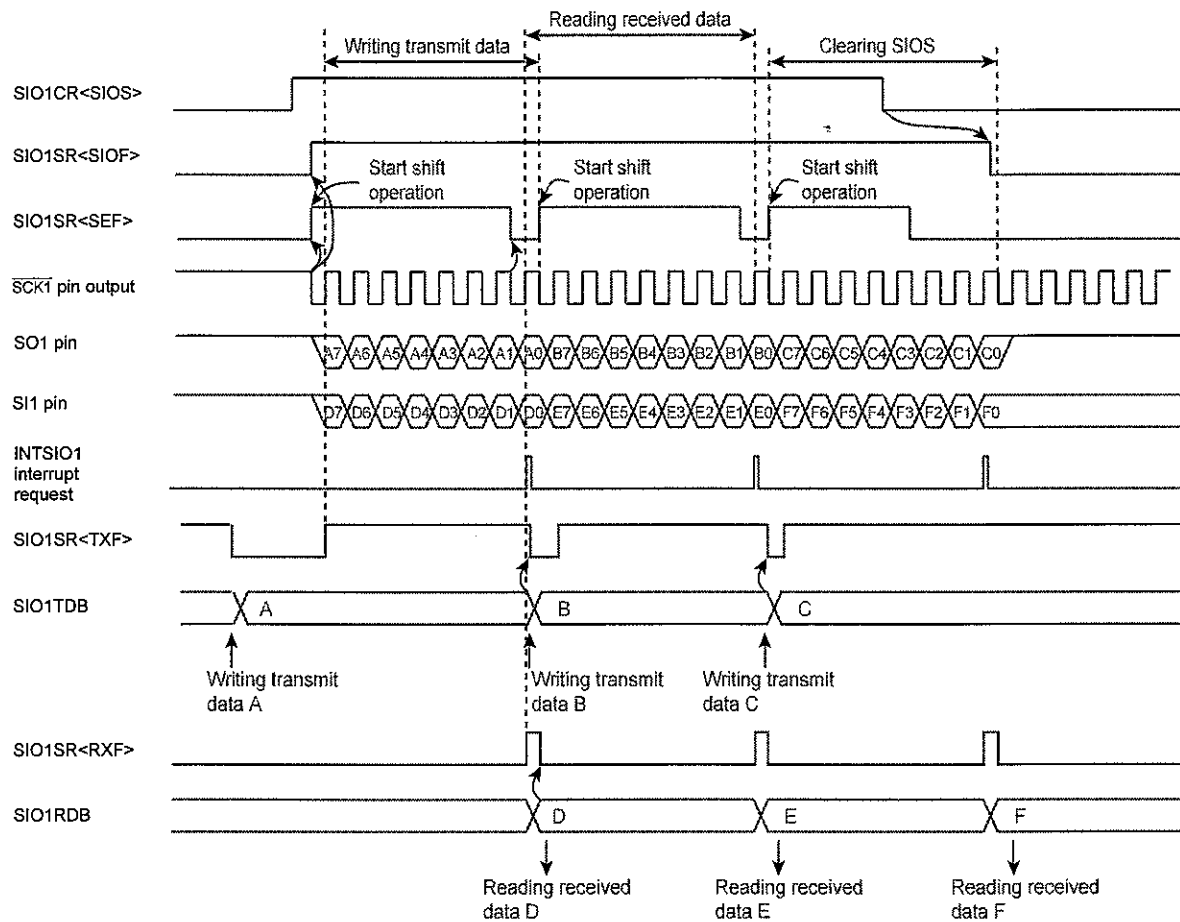 Reading received data
Writing transmit data
Clearing SIOS
SIO1CR<SIOS>
SIO1SR<SIOF>
Start shift
operation
Start shift
operation
Start shift
operation
SIO1SR<SEF>
SCK1 pin output
SO1 pin
A7 A6 A5 A4 A3 A2 A1 A0 B7 B6 B5 B4 B3 B2 B1 B0 C7 C6 C5 C4 C3 C2 C1 C0
SI1 pin
D7 D6 D5 D4 D3 D2 D1 D0 E7 E6 E5 E4 E3 E2 E1 E0 F7 F6 F5 F4 F3 F2 F1 F0
INTSIO1
interrupt
request
SIO1SR<TXF>
SIO1TDB
A B C
Writing transmit
data A
Writing transmit
data B
Writing transmit
data C
SIO1SR<RXF>
SIO1RDB
D E F
Reading received
data D
Reading received
data E
Reading received
data F